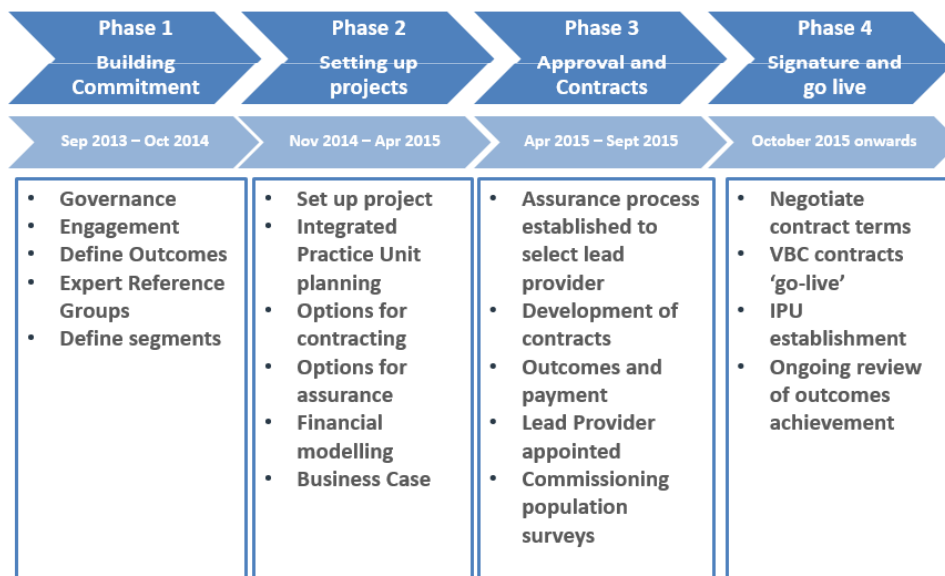 Phase 1
Building
Commitment
Phase 2
Setting up
projects
Phase 3
Approval and
Contracts
Phase 4
Signature and
go live
Sep 2013 – Oct 2014
Nov 2014 – Apr 2015
Apr 2015 – Sept 2015
October 2015 onwards
• Governance
• Engagement
• Define Outcomes
• Expert Reference
Groups
• Define segments
• Set up project
• Integrated
Practice Unit
planning
• Options for
contracting
• Options for
assurance
• Financial
modelling
• Business Case
• Assurance process
established to
select lead
provider
• Development of
contracts
• Outcomes and
payment
• Lead Provider
appointed
• Commissioning
population
surveys
• Negotiate
contract terms
• VBC contracts
‘go-live’
• IPU
establishment
• Ongoing review
of outcomes
achievement